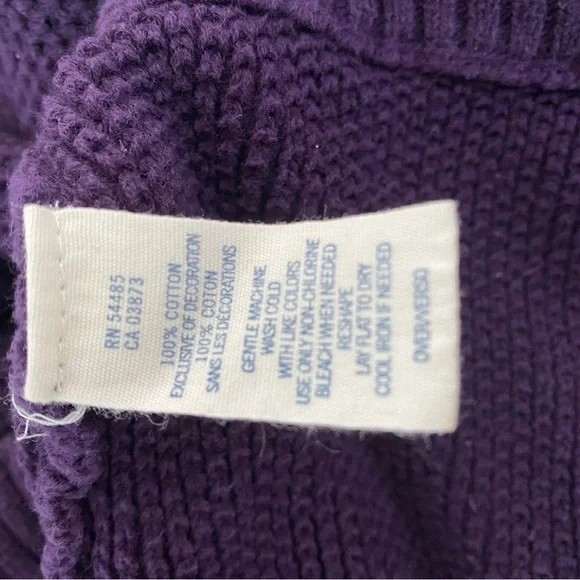 RN 54485
CA 03873
100% COTTON
EXCLUSIVE OF DECORATION
100% COTON
SANS LES DECORATIONS
GENTLE MACHINE
WASH COLD
WITH LIKE COLORS
USE ONLY NON-CHLORINE
BLEACH WHEN NEEDED
RESHAPE
LAY FLAT TO DRY
COOL IRON IF NEEDED
OVER/VERSO